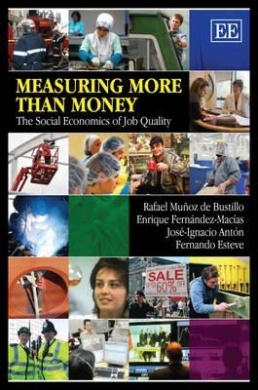 EE
MEASURING MORE
THAN MONEY
The Social Economics of Job Quality
Rafael Muñoz de Bustillo
Enrique Fernández-Macías
José-Ignacio Antón
Fernando Esteve
SALE
60%